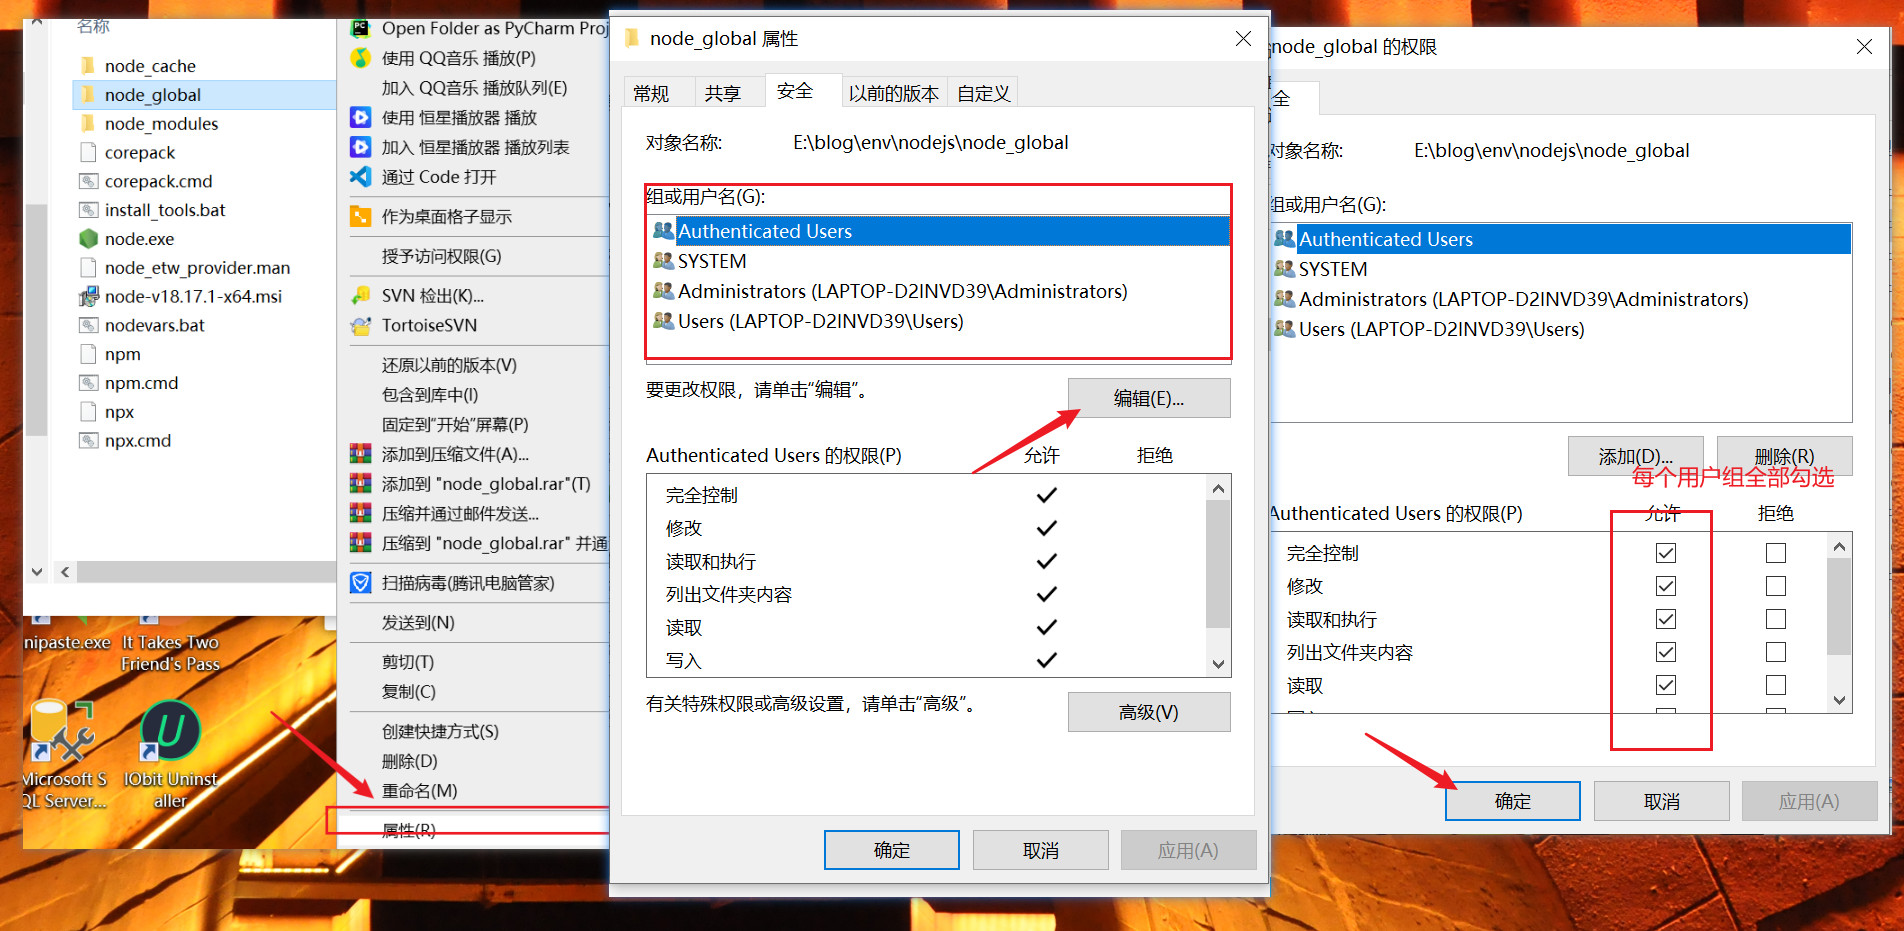 名称
node_cache
node_global
node_modules
corepack
corepack.cmd
install_tools.bat
node.exe
node_etw_provider.man
node-v18.17.1-x64.msi
nodevars.bat
npm
npm.cmd
npx
npx.cmd
nipaste.exe
It Takes Two
Friend's Pass
Microsoft S
QL Server...
IObit Uninst
aller
Open Folder as PyCharm Proj
使用 QQ音乐 播放(P)
加入 QQ音乐 播放队列(E)
使用 恒星播放器 播放
加入 恒星播放器 播放列表
通过 Code 打开
作为桌面格子显示
授予访问权限(G)
SVN 检出(K)...
TortoiseSVN
还原以前的版本(V)
包含到库中(I)
固定到"开始"屏幕(P)
添加到压缩文件(A)...
添加到 "node_global.rar"(T)
压缩并通过邮件发送...
压缩到 "node_global.rar" 并通
扫描病毒(腾讯电脑管家)
发送到(N)
剪切(T)
复制(C)
创建快捷方式(S)
删除(D)
重命名(M)
属性(R)
node_global 属性
常规
共享
安全
以前的版本
自定义
对象名称:
E:\blog\env\nodejs\node_global
组或用户名(G):
Authenticated Users
SYSTEM
Administrators (LAPTOP-D2INVD39\Administrators)
Users (LAPTOP-D2INVD39\Users)
要更改权限，请单击"编辑"。
编辑(E)...
Authenticated Users 的权限(P)
允许
拒绝
完全控制
修改
读取和执行
列出文件夹内容
读取
写入
有关特殊权限或高级设置，请单击"高级"。
高级(V)
确定
取消
应用(A)
node_global 的权限
全
对象名称:
E:\blog\env\nodejs\node_global
组或用户名(G):
Authenticated Users
SYSTEM
Administrators (LAPTOP-D2INVD39\Administrators)
Users (LAPTOP-D2INVD39\Users)
添加(D)...
删除(R)
每个用户组全部勾选
Authenticated Users 的权限(P)
允许
拒绝
完全控制
修改
读取和执行
列出文件夹内容
读取
确定
取消
应用(A)